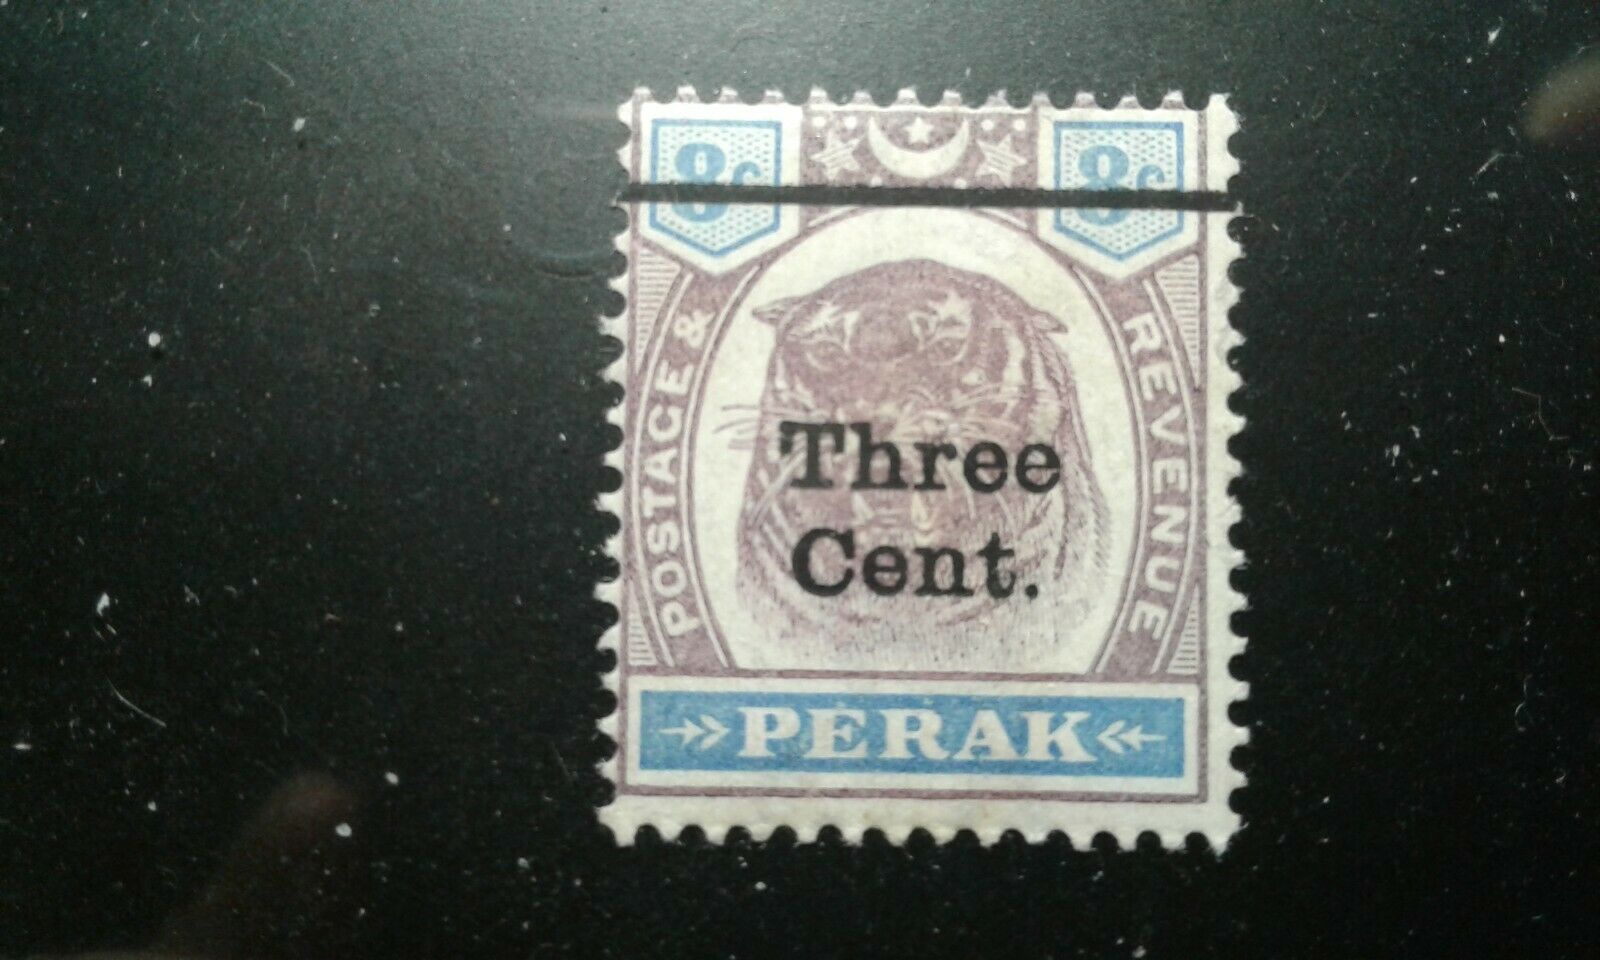 8c 8c
POSTAGE & REVENUE
Three
Cent.
PERAK